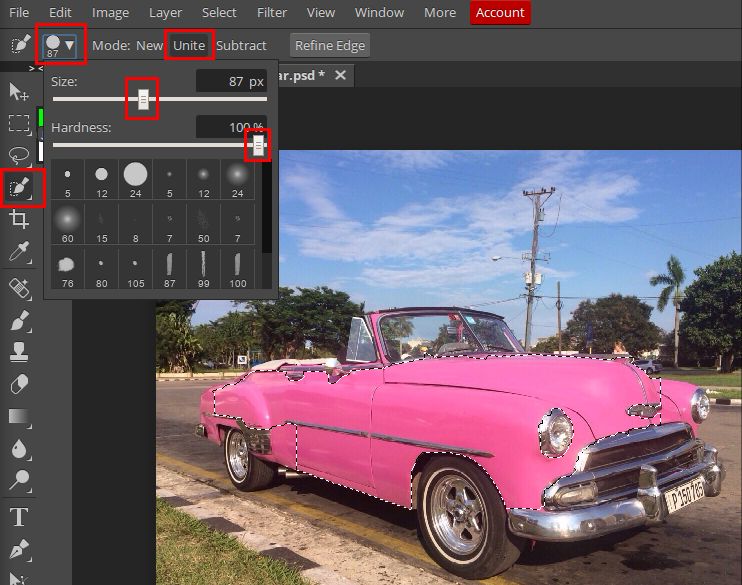 File Edit Image Layer Select Filter View Window More Account
87 ▼ Mode: New Unite Subtract Refine Edge
> <
Size: 87 px
ar.psd * ✕
Hardness: 100 %
5 12 24 5 12 24
60 15 8 7 50 7
76 80 105 87 99 100
T